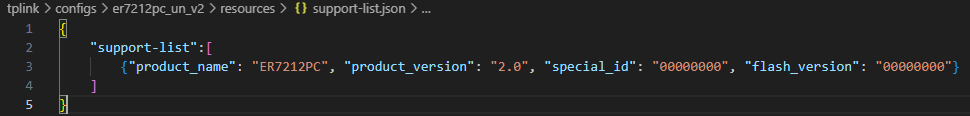 tplink > configs > er7212pc_un_v2 > resources > {} support-list.json > ...
1 {
2 "support-list":[
3 {"product_name": "ER7212PC", "product_version": "2.0", "special_id": "00000000", "flash_version": "00000000"}
4 ]
5 }